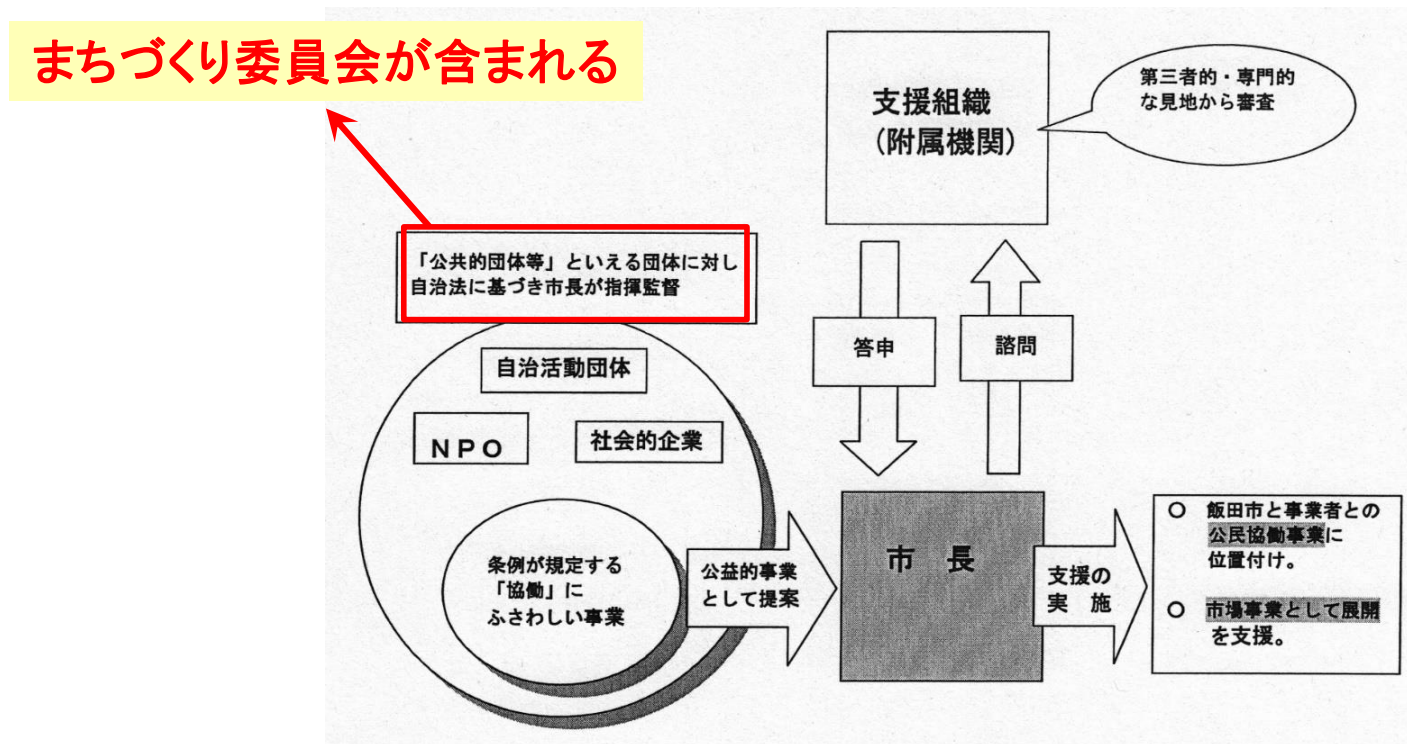 まちづくり委員会が含まれる
支援組織
(附属機関)
第三者的・専門的
な見地から審査
「公共的団体等」といえる団体に対し
自治法に基づき市長が指揮監督
答申
諮問
自治活動団体
NPO
社会的企業
条例が規定する
「協働」に
ふさわしい事業
公益的事業
として提案
市 長
支援の
実 施
○ 飯田市と事業者との
公民協働事業に
位置付け。
○ 市場事業として展開
を支援。